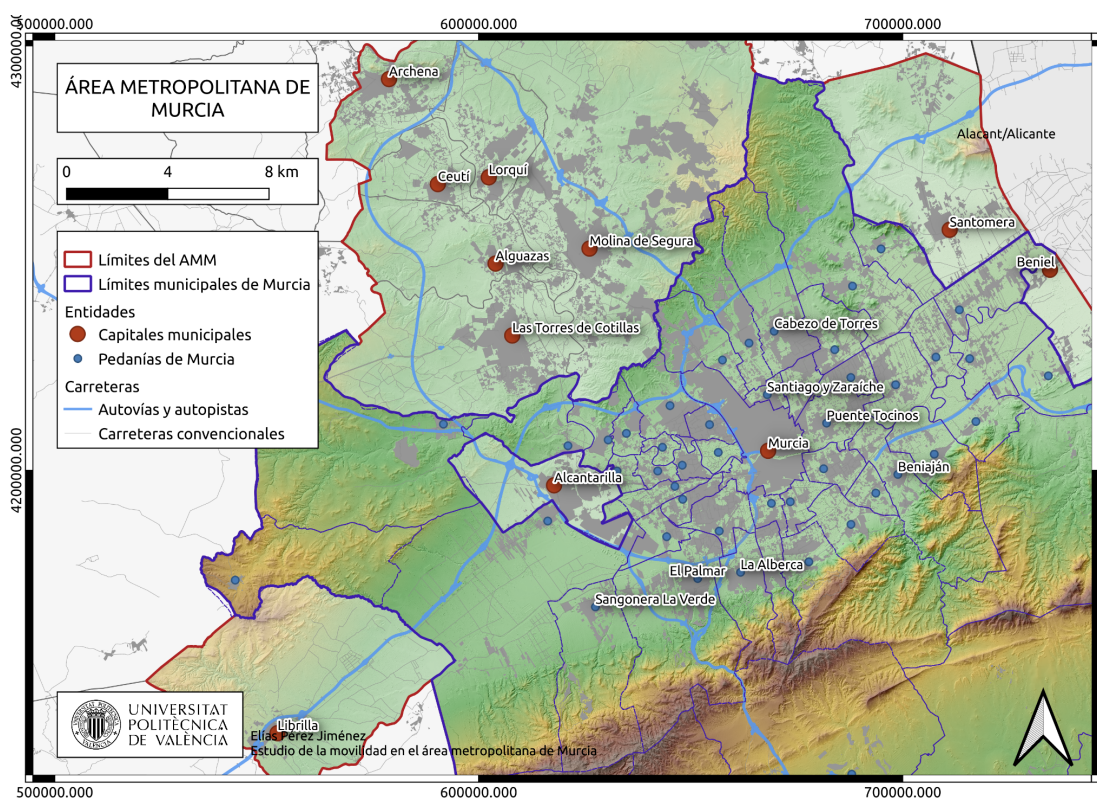 500000.000
600000.000
700000.000
4300000.000
4200000.000
ÁREA METROPOLITANA DE
MURCIA
0
4
8 km
Límites del AMM
Límites municipales de Murcia
Entidades
Capitales municipales
Pedanías de Murcia
Carreteras
Autovías y autopistas
Carreteras convencionales
Archena
Ceutí
Lorquí
Alguazas
Molina de Segura
Las Torres de Cotillas
Alacant/Alicante
Santomera
Beniel
Cabezo de Torres
Santiago y Zaraíche
Puente Tocinos
Murcia
Beniaján
Alcantarilla
El Palmar
La Alberca
Sangonera La Verde
Librilla
UNIVERSITAT
POLITÈCNICA
DE VALÈNCIA
Elías Pérez Jiménez
Estudio de la movilidad en el área metropolitana de Murcia
500000.000
600000.000
700000.000